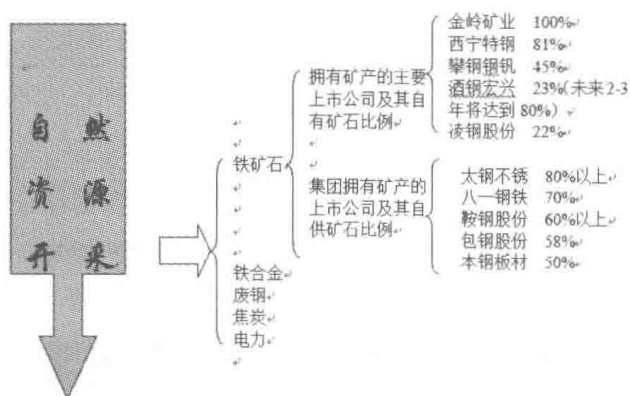 自 然
资 源
开 采
铁矿石
铁合金
废钢
焦炭
电力
拥有矿产的主要
上市公司及其自
有矿石比例
金岭矿业 100%
西宁特钢 81%
攀钢钢钒 45%
酒钢宏兴 23%(未来2-3
年将达到80%)
凌钢股份 22%
集团拥有矿产的
上市公司及其自
供矿石比例
太钢不锈 80%以上
八一钢铁 70%
鞍钢股份 60%以上
包钢股份 58%
本钢板材 50%